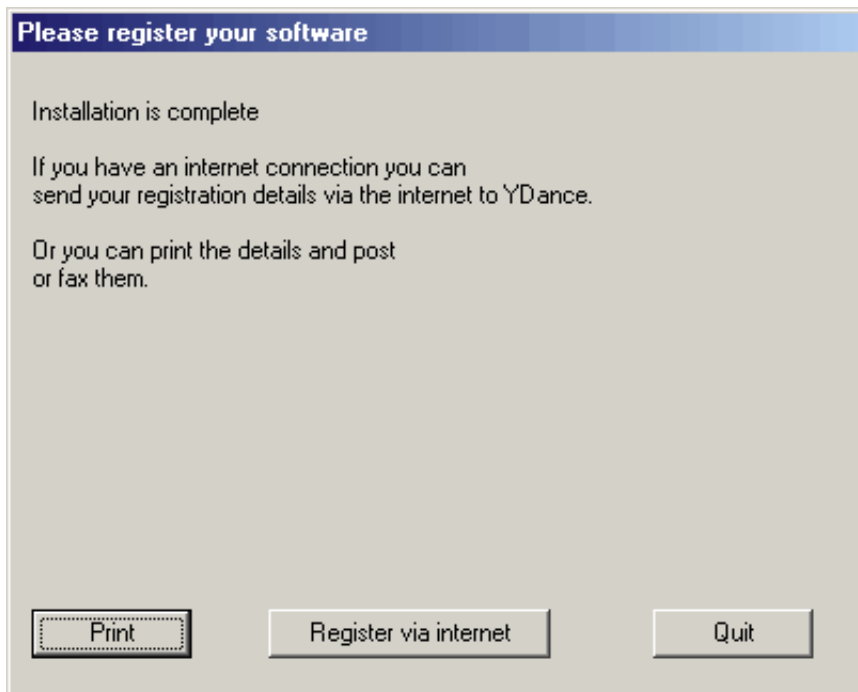 Please register your software
Installation is complete
If you have an internet connection you can
send your registration details via the internet to YDance.
Or you can print the details and post
or fax them.
Print
Register via internet
Quit